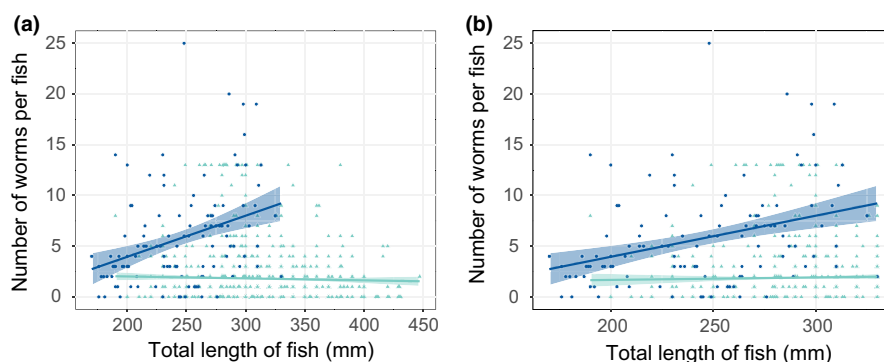 (a)
Number of worms per fish
25
20
15
10
5
0
200 250 300 350 400 450
Total length of fish (mm)
(b)
Number of worms per fish
25
20
15
10
5
0
200 250 300
Total length of fish (mm)